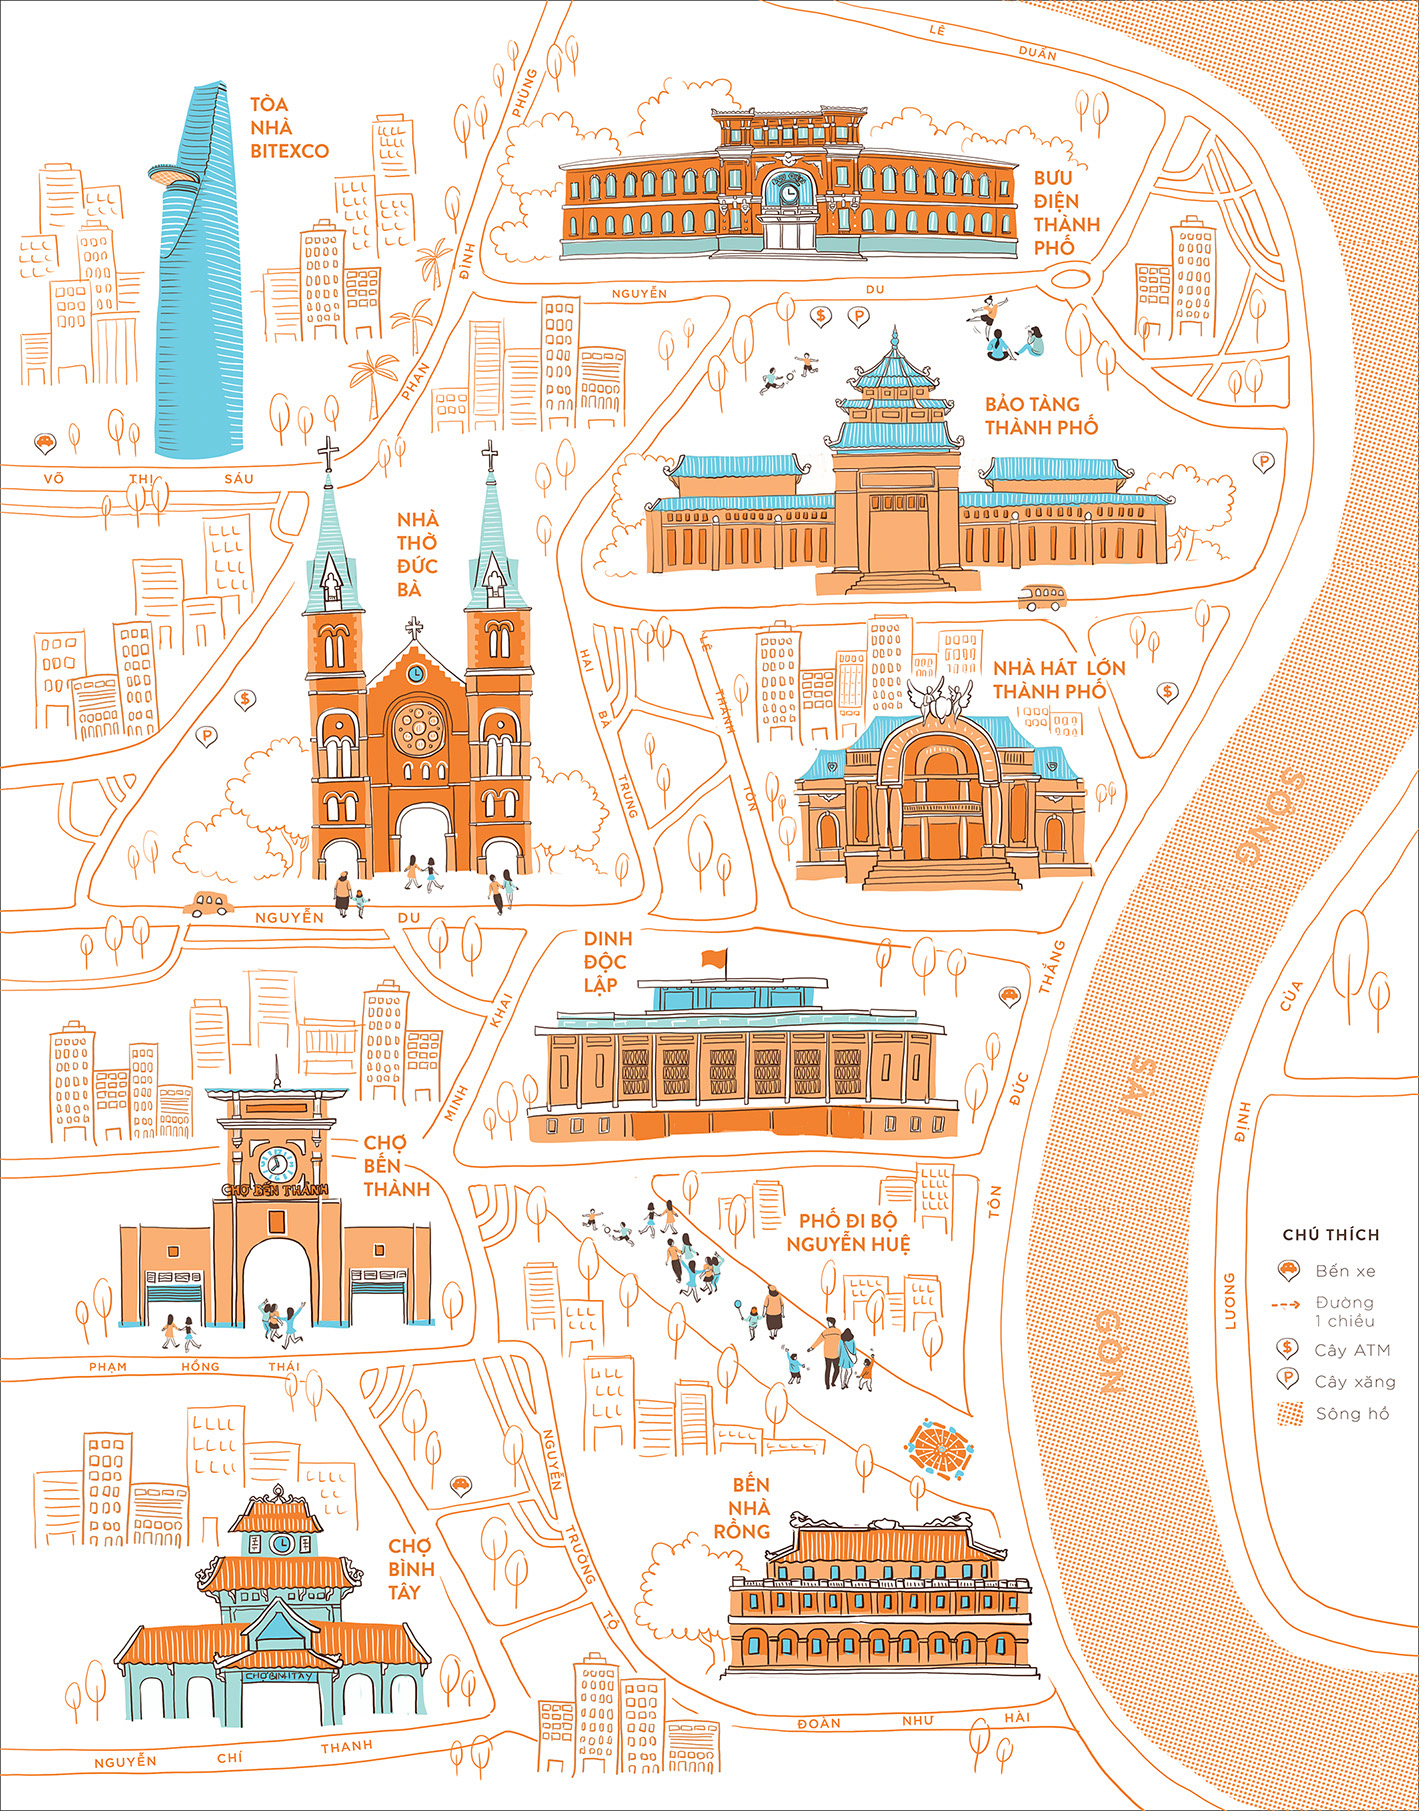 LÊ DUẨN
PHÙNG
TÒA
NHÀ
BITEXCO
BƯU ĐIỆN
BƯU
ĐIỆN
THÀNH
PHỐ
ĐÌNH
NGUYỄN DU
$
P
PHAN
BẢO TÀNG
THÀNH PHỐ
P
VÕ THỊ SÁU
NHÀ
THỜ
ĐỨC
BÀ
HAI BÀ TRUNG
LÊ THÁNH TÔN
NHÀ HÁT LỚN
THÀNH PHỐ
$
$
P
SÔNG
NGUYỄN DU
DINH
ĐỘC
LẬP
THẮNG
CỦA
KHAI
MINH
ĐỨC
SÀI
ĐỊNH
CHỢ
BẾN
THÀNH
CHỢ BẾN THÀNH
TÔN
PHỐ ĐI BỘ
NGUYỄN HUỆ
CHÚ THÍCH
Bến xe
Đường
1 chiều
$ Cây ATM
P Cây xăng
Sông hồ
LƯƠNG
GÒN
PHẠM HỒNG THÁI
NGUYỄN TRƯỜNG TỘ
BẾN
NHÀ
RỒNG
CHỢ
BÌNH
TÂY
CHỢ BÌNH TÂY
ĐOÀN NHƯ HÀI
NGUYỄN CHÍ THANH